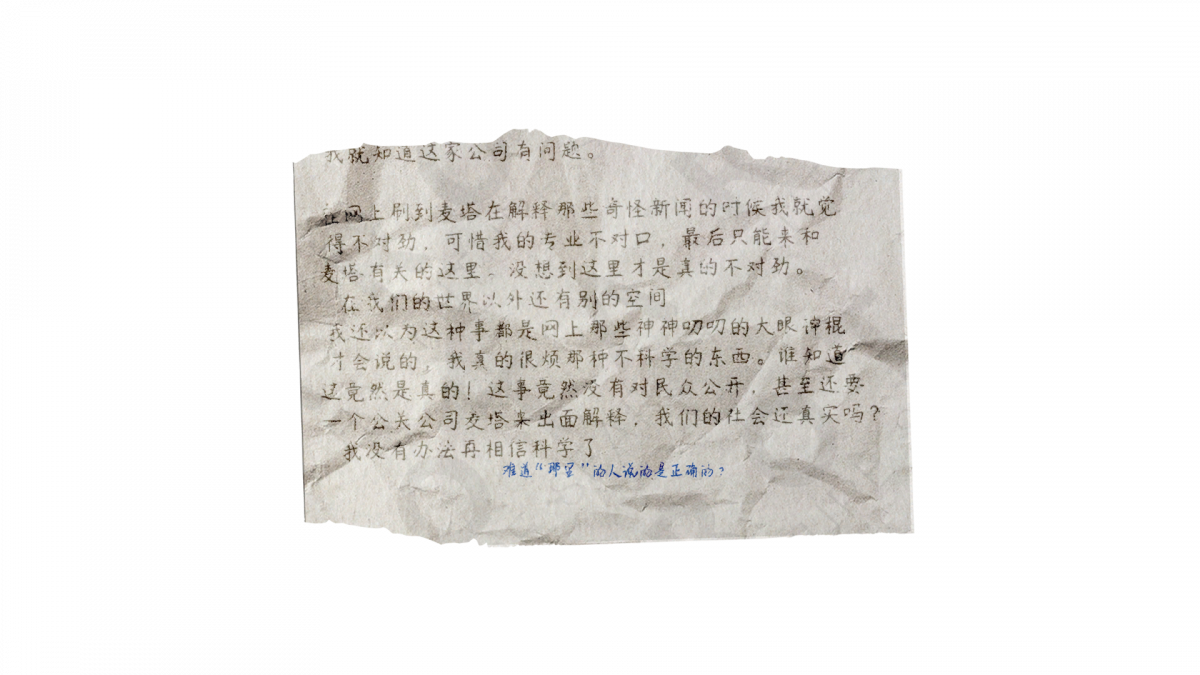 我就知道这家公司有问题。
在网上刷到麦塔在解释那些奇怪新闻的时候我就觉
得不对劲，可惜我的专业不对口，最后只能来和
麦塔有关的这里。没想到这里才是真的不对劲。
在我们的世界以外还有别的空间
我还以为这种事都是网上那些神神叨叨的大眼神棍
才会说的，我真的很烦那种不科学的东西。谁知道
这竟然是真的！这事竟然没有对民众公开，甚至还要
一个公关公司麦塔来出面解释，我们的社会还真买吗？
我没有办法再相信科学了
难道“那里”的人说的是正确的？